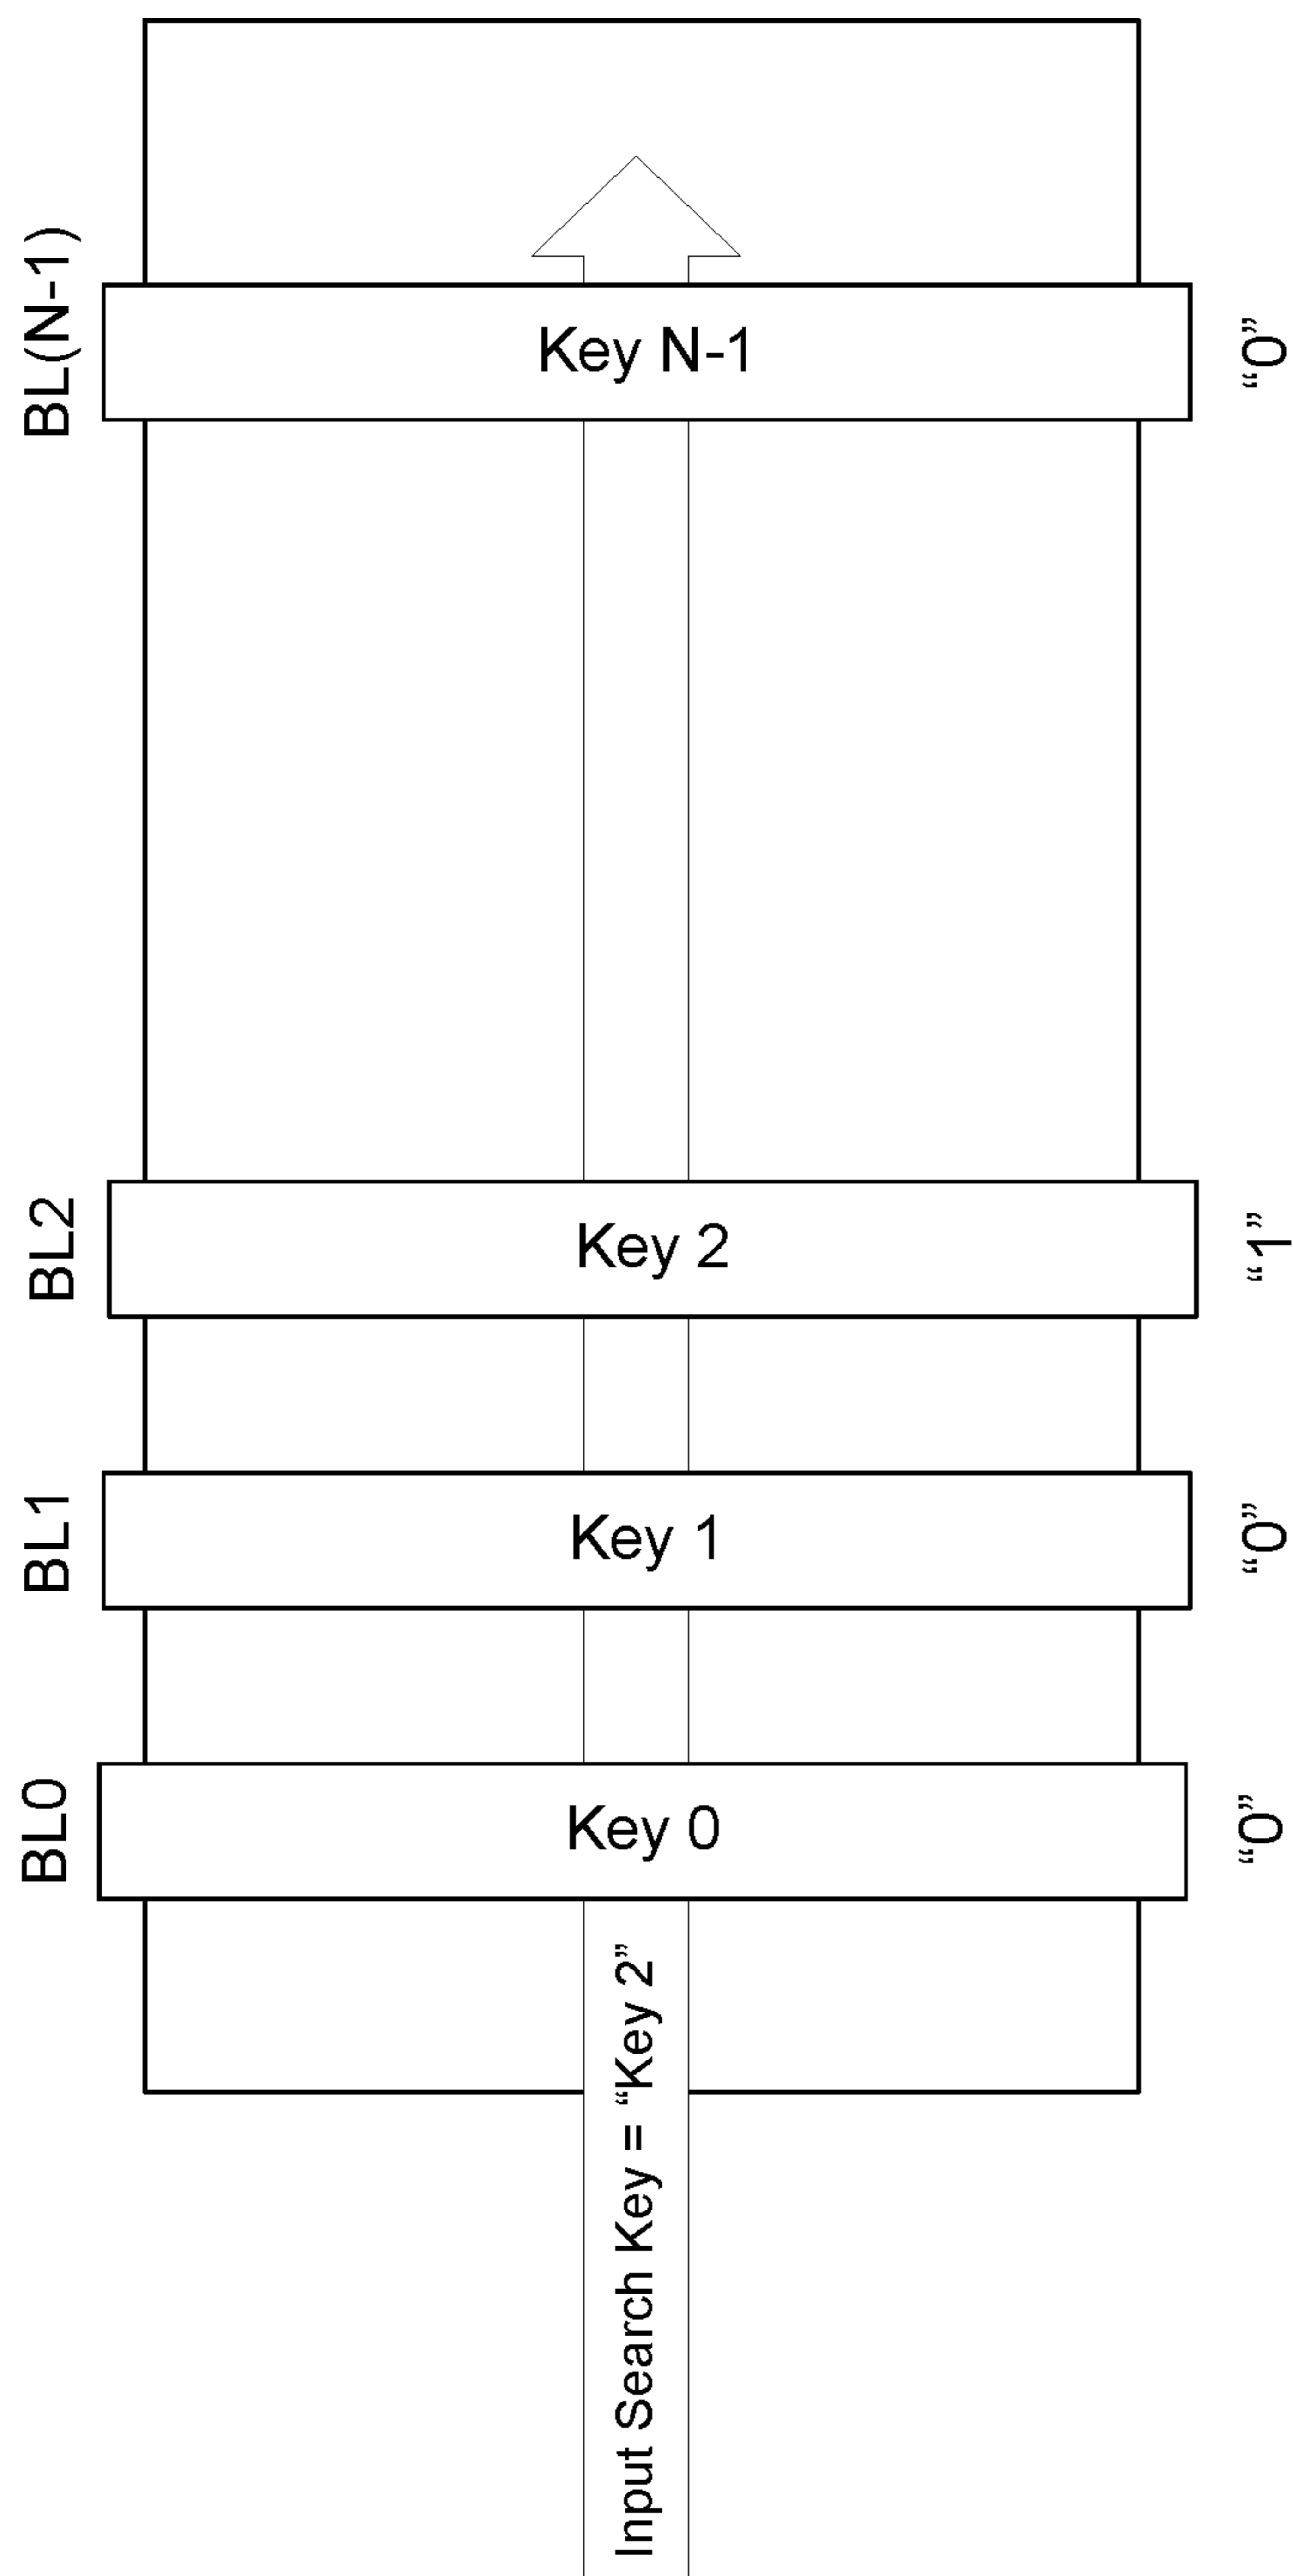 BL(N-1)
Key N-1
“0”
BL2
Key 2
“1”
BL1
Key 1
“0”
BL0
Key 0
“0”
Input Search Key = “Key 2”